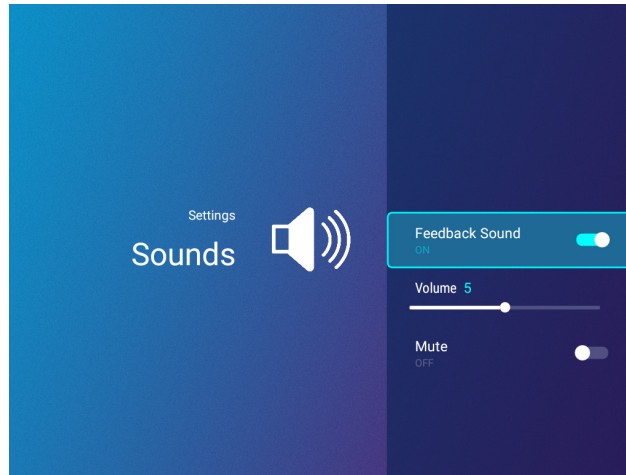 Settings
Sounds
Feedback Sound
ON
Volume 5
Mute
OFF